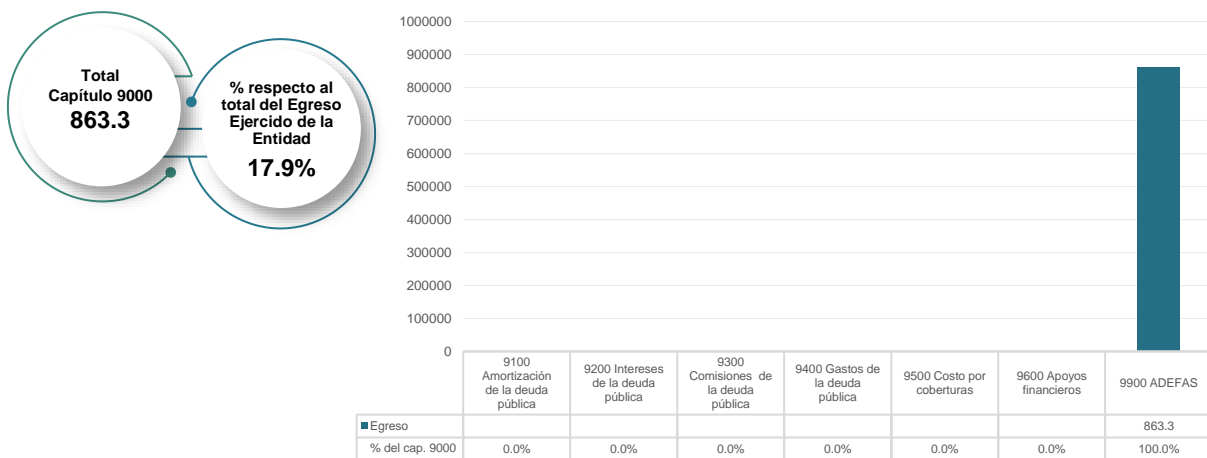 Total
Capítulo 9000
863.3
% respecto al
total del Egreso
Ejercido de la
Entidad
17.9%
1000000
900000
800000
700000
600000
500000
400000
300000
200000
100000
0
9100
Amortización
de la deuda
pública
9200 Intereses
de la deuda
pública
9300
Comisiones de
la deuda
pública
9400 Gastos de
la deuda
pública
9500 Costo por
coberturas
9600 Apoyos
financieros
9900 ADEFAS
Egreso 863.3
% del cap. 9000 0.0% 0.0% 0.0% 0.0% 0.0% 0.0% 100.0%